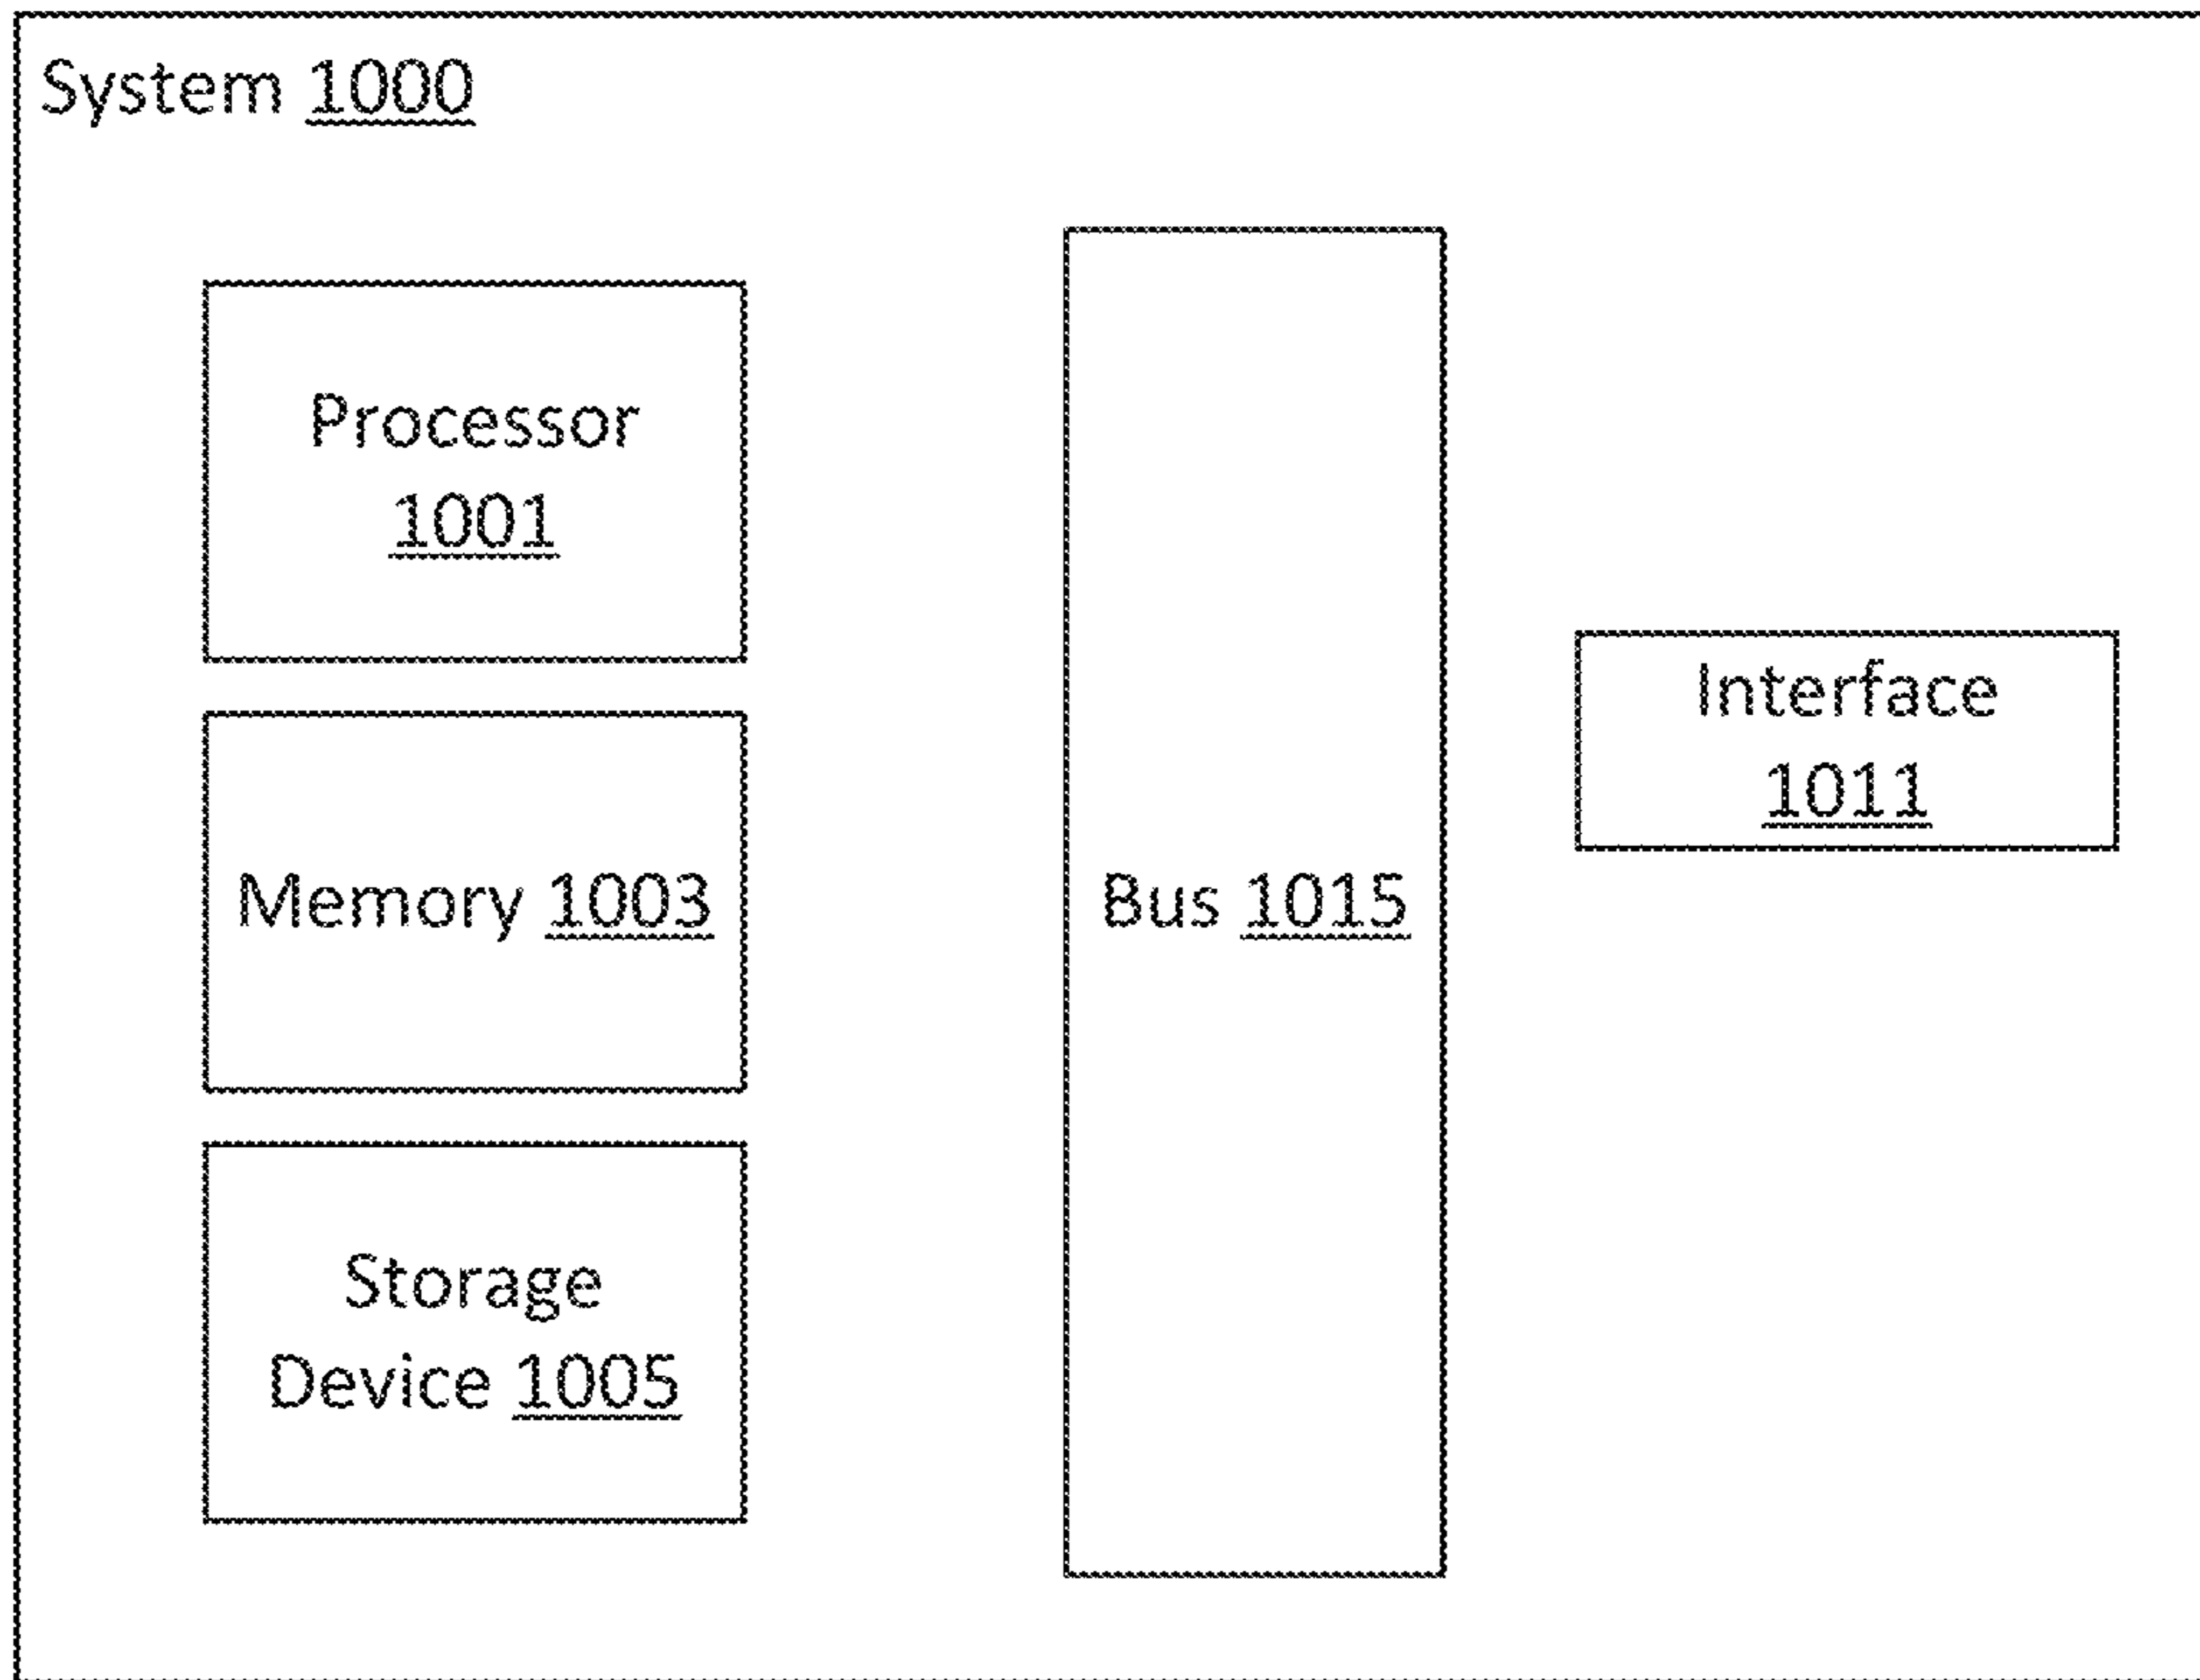 System 1000
Processor
1001
Memory 1003
Storage
Device 1005
Bus 1015
Interface
1011